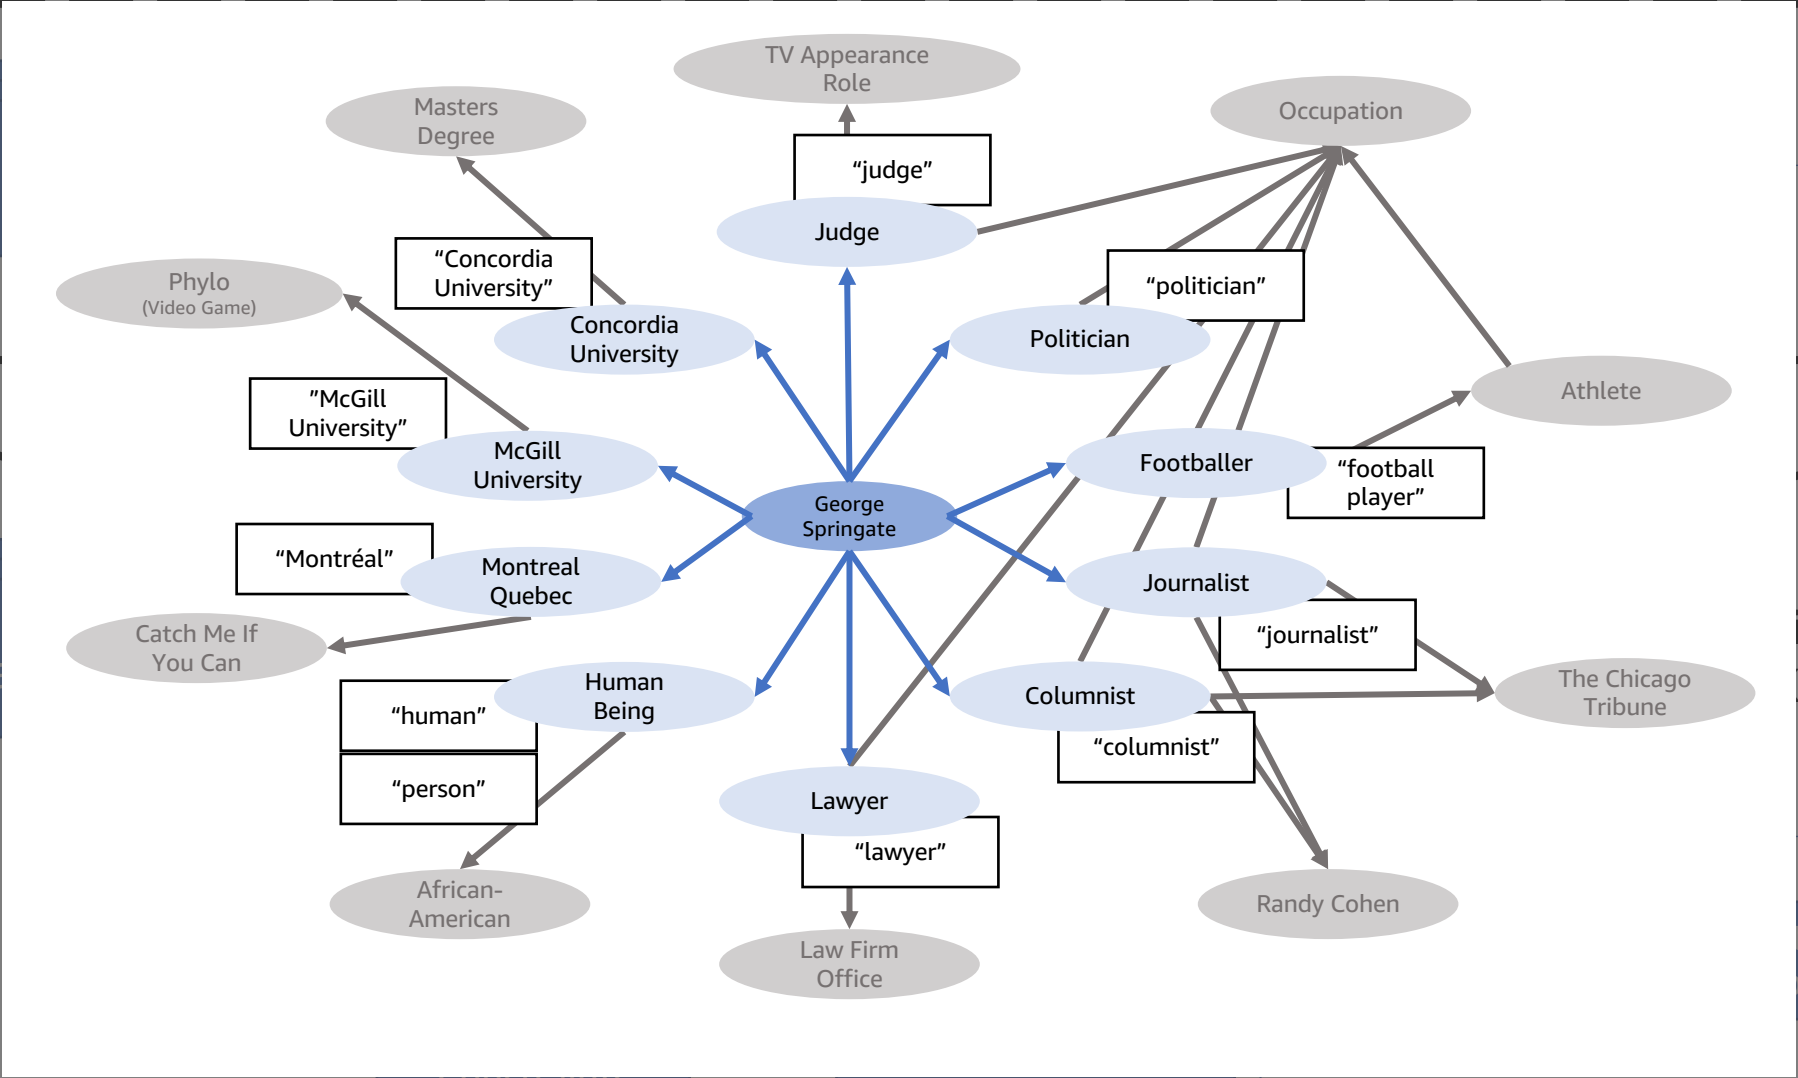 TV Appearance
Role
Masters
Degree
Occupation
“judge”
Judge
“Concordia
University”
Phylo
(Video Game)
“politician”
Concordia
University
Politician
Athlete
”McGill
University”
McGill
University
Footballer
“football
player”
George
Springate
“Montréal”
Montreal
Quebec
Journalist
“journalist”
Catch Me If
You Can
Human
Being
“human”
Columnist
The Chicago
Tribune
“columnist”
“person”
Lawyer
“lawyer”
African-
American
Randy Cohen
Law Firm
Office